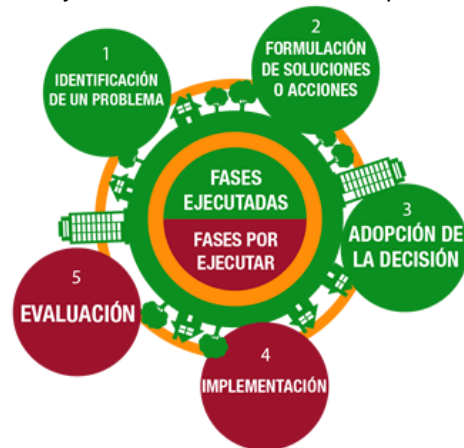 1
IDENTIFICACIÓN
DE UN PROBLEMA
2
FORMULACIÓN
DE SOLUCIONES
O ACCIONES
3
ADOPCIÓN DE
LA DECISIÓN
4
IMPLEMENTACIÓN
5
EVALUACIÓN
FASES
EJECUTADAS
FASES POR
EJECUTAR